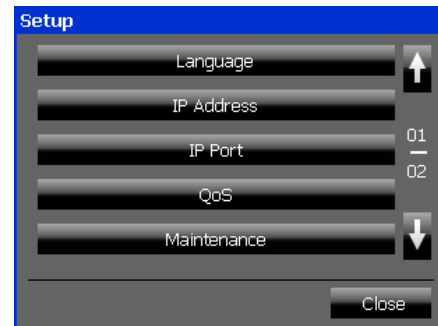 Setup
Language
IP Address
IP Port
QoS
Maintenance
01
02
Close